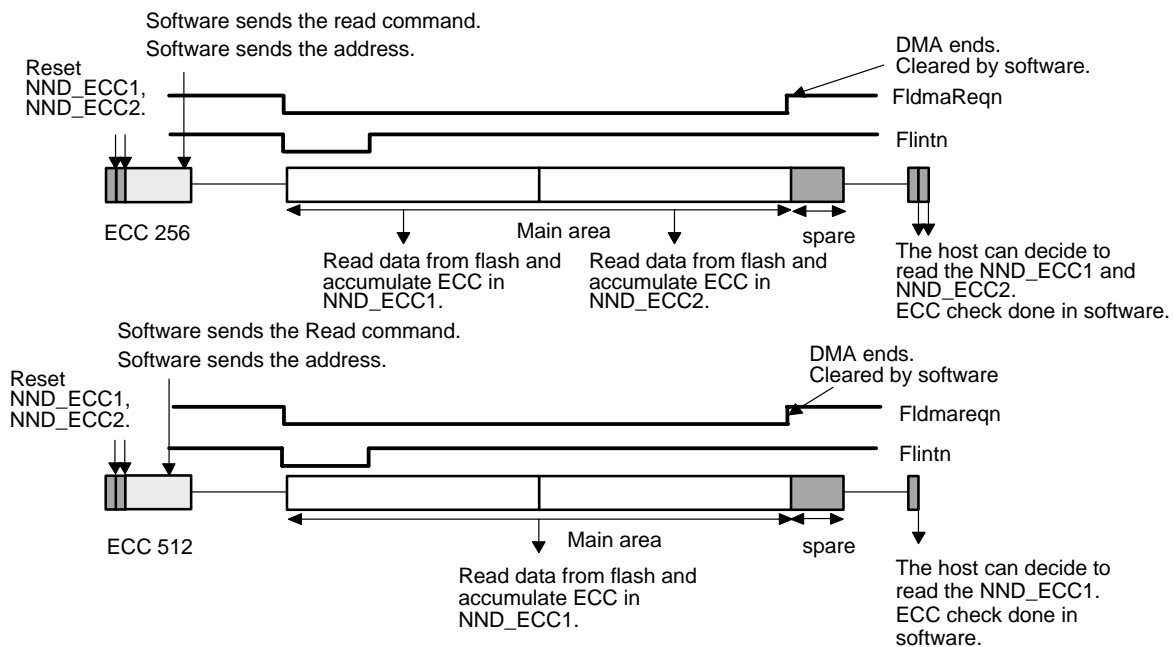 Software sends the read command.
Software sends the address.
Reset
NND_ECC1,
NND_ECC2.
DMA ends.
Cleared by software.
FldmaReqn
Flintn
ECC 256
Main area
spare
Read data from flash and
accumulate ECC in
NND_ECC1.
Read data from flash and
accumulate ECC in
NND_ECC2.
The host can decide to
read the NND_ECC1 and
NND_ECC2.
ECC check done in software.
Software sends the Read command.
Software sends the address.
Reset
NND_ECC1,
NND_ECC2.
DMA ends.
Cleared by software
Fldmareqn
Flintn
ECC 512
Main area
spare
Read data from flash and
accumulate ECC in
NND_ECC1.
The host can decide to
read the NND_ECC1.
ECC check done in
software.